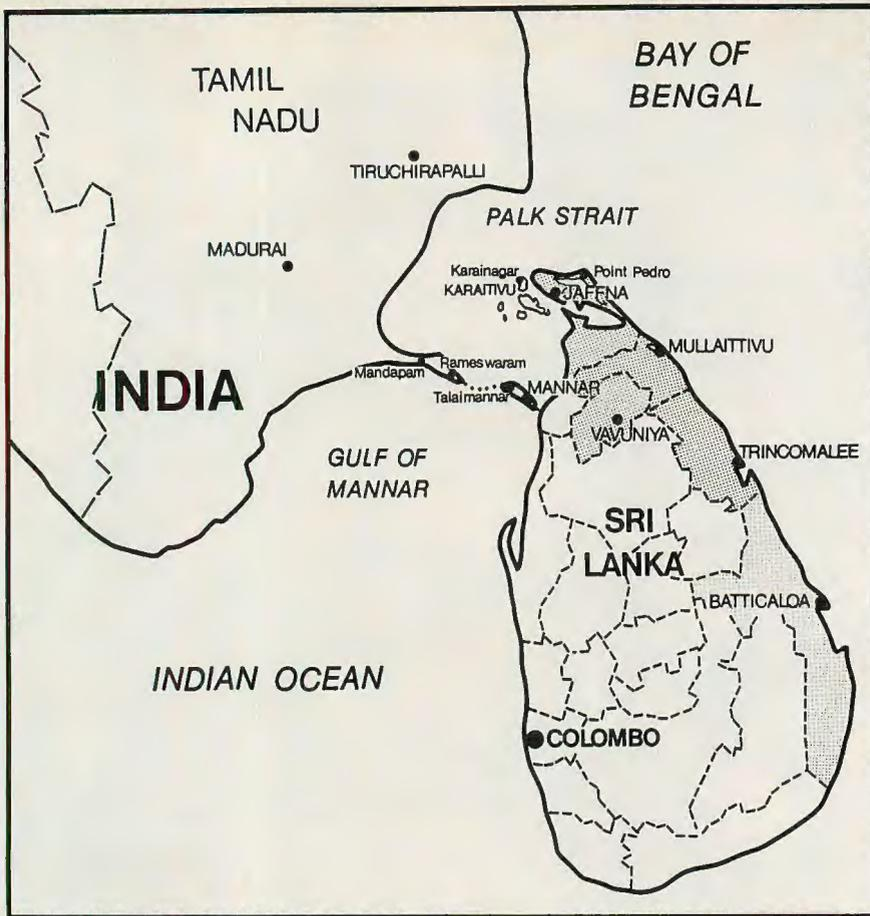 TAMIL
NADU
BAY OF
BENGAL
TIRUCHIRAPALLI
PALK STRAIT
MADURAI
Karainagar
Point Pedro
KARAITIVU
JAFFNA
MULLAITTIVU
Rameswaram
Mandapam
INDIA
MANNAR
Talaimannar
VAVUNIYA
GULF OF
MANNAR
TRINCOMALEE
SRI
LANKA
BATTICALOA
INDIAN OCEAN
COLOMBO